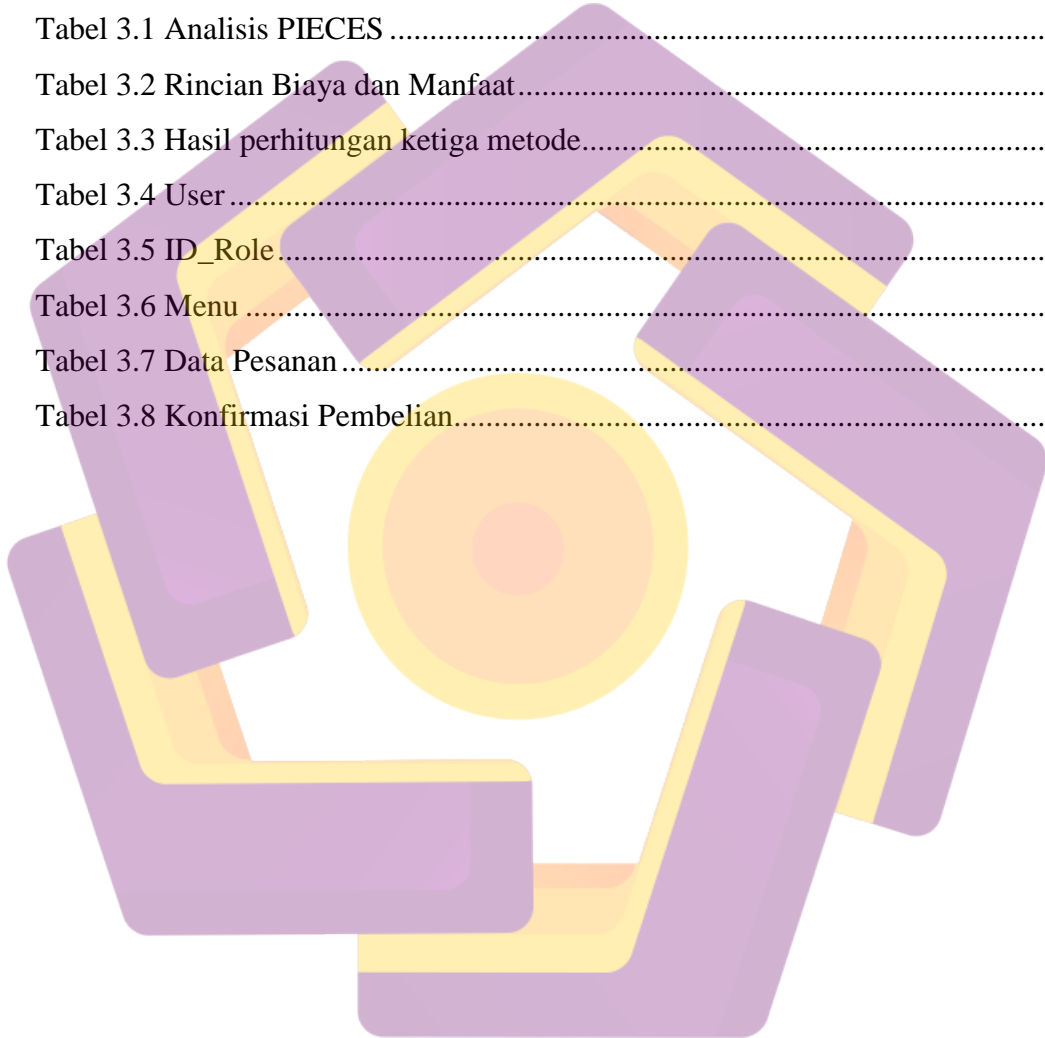 Tabel 3.1 Analisis PIECES ..........................................................................................
Tabel 3.2 Rincian Biaya dan Manfaat.......................................................................
Tabel 3.3 Hasil perhitungan ketiga metode..............................................................
Tabel 3.4 User ...........................................................................................................
Tabel 3.5 ID_Role.....................................................................................................
Tabel 3.6 Menu .........................................................................................................
Tabel 3.7 Data Pesanan .............................................................................................
Tabel 3.8 Konfirmasi Pembelian...............................................................................